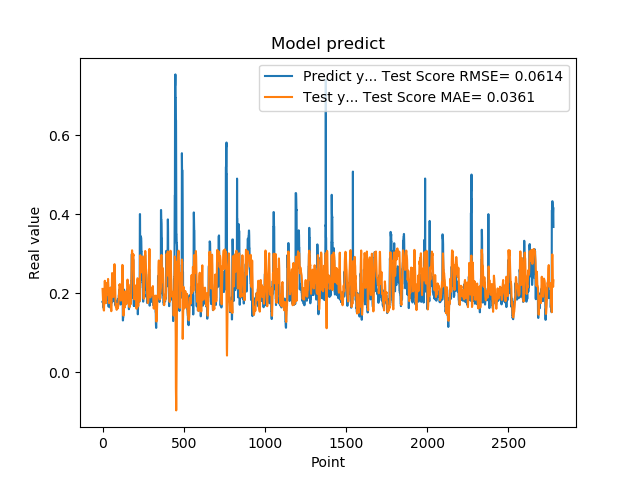 Model predict
Predict y... Test Score RMSE= 0.0614
Test y... Test Score MAE= 0.0361
Real value
0.6
0.4
0.2
0.0
0 500 1000 1500 2000 2500
Point